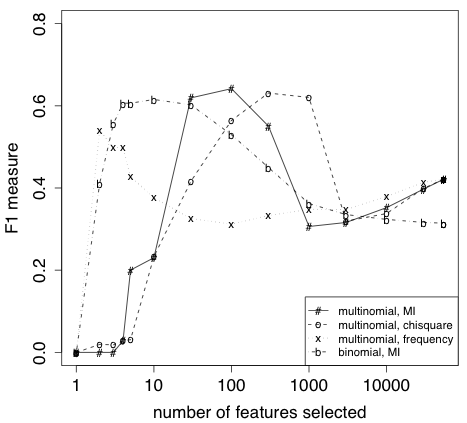 0.8
0.6
0.4
0.2
0.0
F1 measure
1
10
100
1000
10000
number of features selected
# multinomial, MI
o multinomial, chisquare
x multinomial, frequency
b binomial, MI